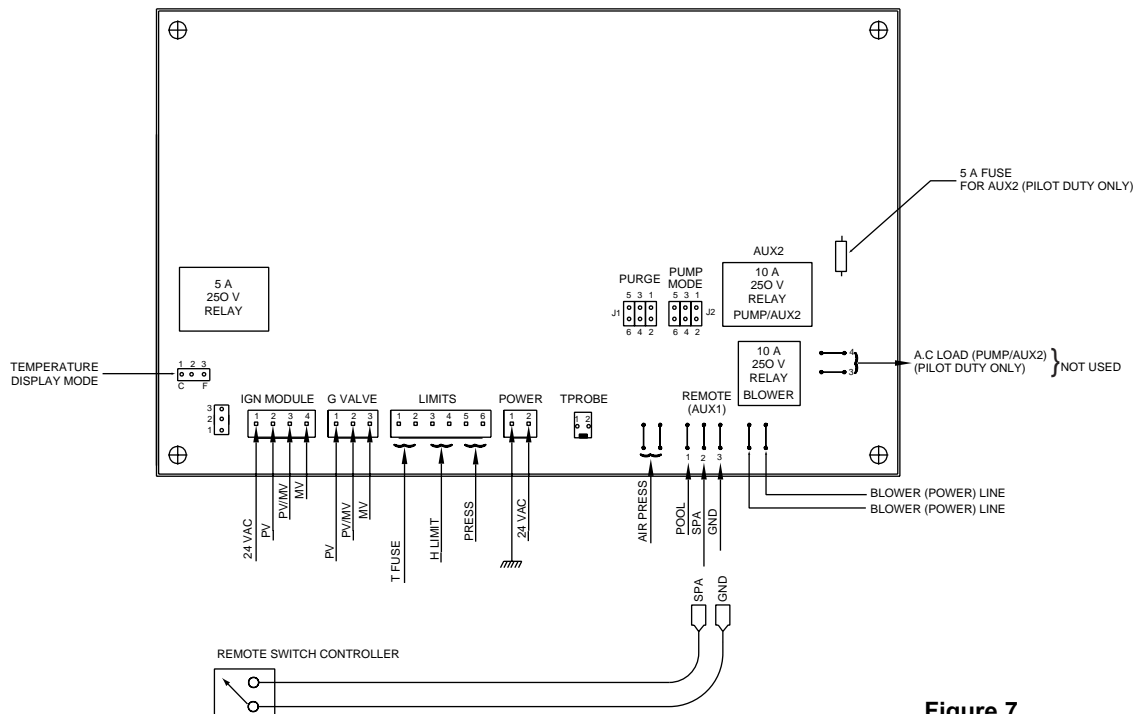 5 A FUSE
FOR AUX2 (PILOT DUTY ONLY)
AUX2
10 A
25O V
RELAY
PUMP/AUX2
PURGE
PUMP
MODE
5 3 1
5 3 1
J1
J2
6 4 2
6 4 2
5 A
25O V
RELAY
10 A
25O V
RELAY
BLOWER
4
3
A.C LOAD (PUMP/AUX2)
(PILOT DUTY ONLY)
}NOT USED
TEMPERATURE
DISPLAY MODE
1 2 3
C F
3
2
1
IGN MODULE
1 2 3 4
G VALVE
1 2 3
LIMITS
1 2 3 4 5 6
POWER
1 2
TPROBE
1 2
REMOTE
(AUX1)
1 2 3
24 VAC
PV
PV/MV
MV
PV
PV/MV
MV
T FUSE
H LIMIT
PRESS
24 VAC
AIR PRESS
POOL
SPA
GND
BLOWER (POWER) LINE
BLOWER (POWER) LINE
SPA
GND
REMOTE SWITCH CONTROLLER
Figure 7